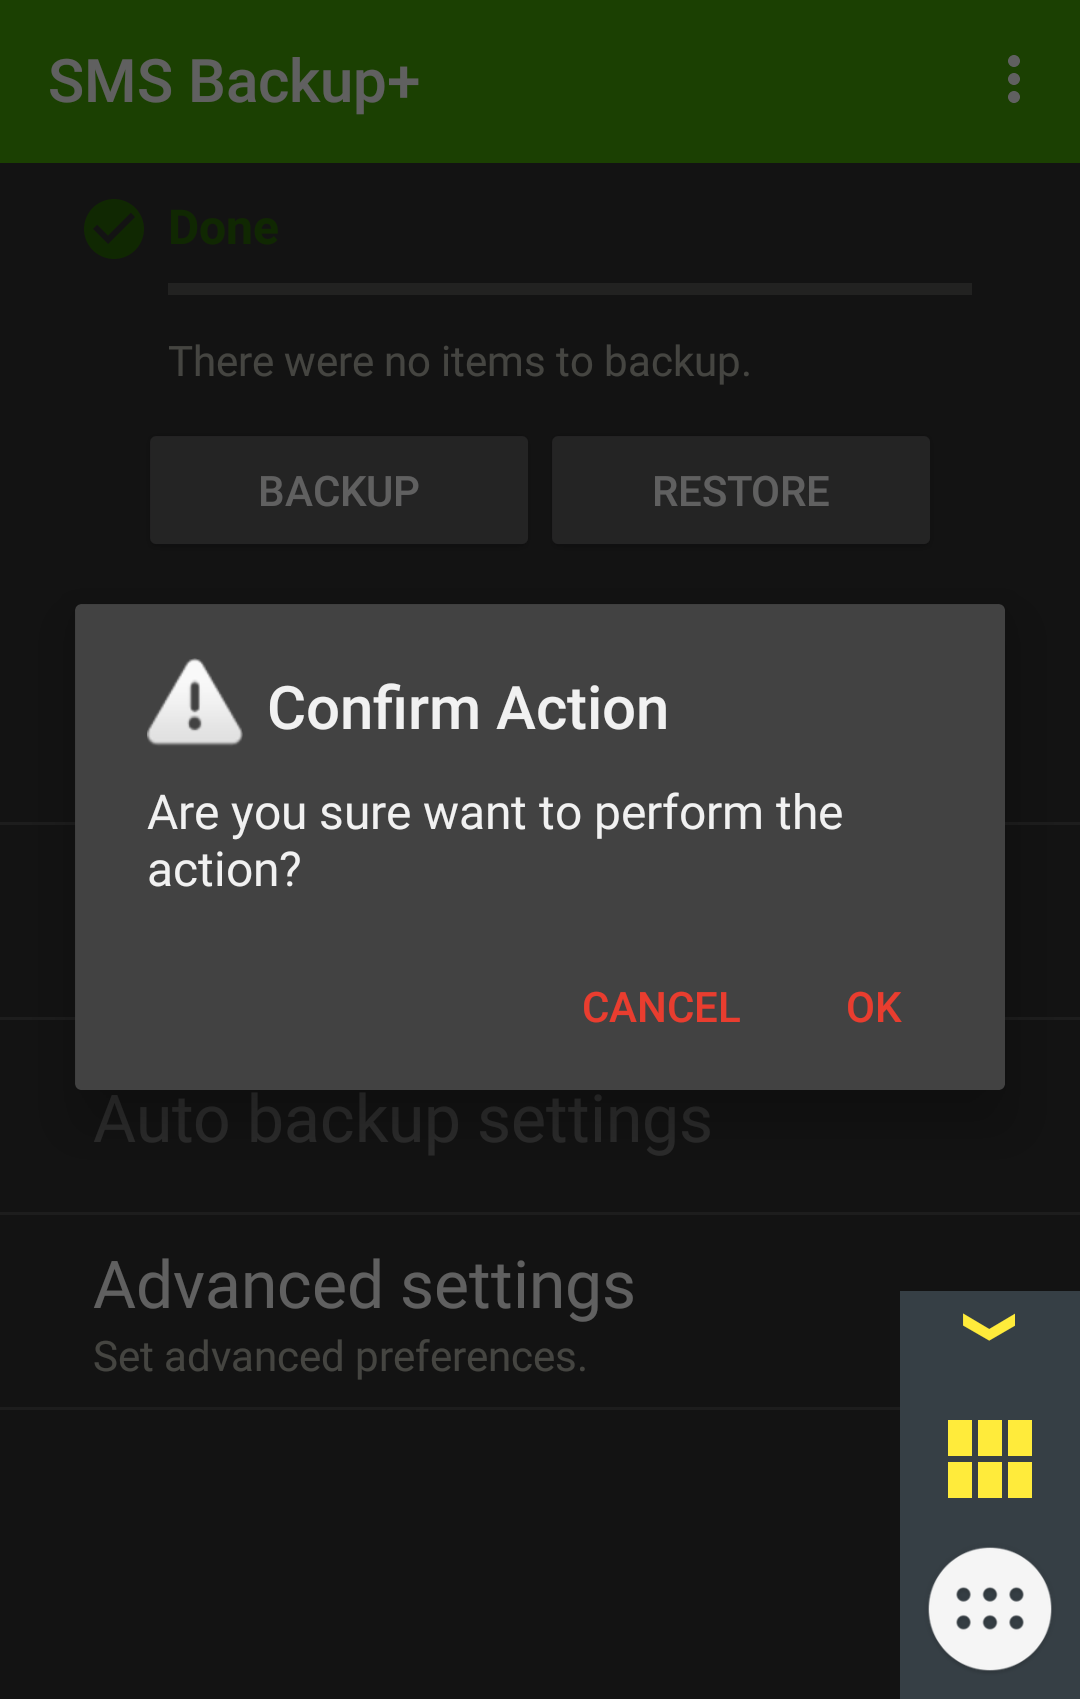 SMS Backup+
Done
There were no items to backup.
BACKUP RESTORE
Confirm Action
Are you sure want to perform the
action?
CANCEL OK
Auto backup settings
Advanced settings
Set advanced preferences.